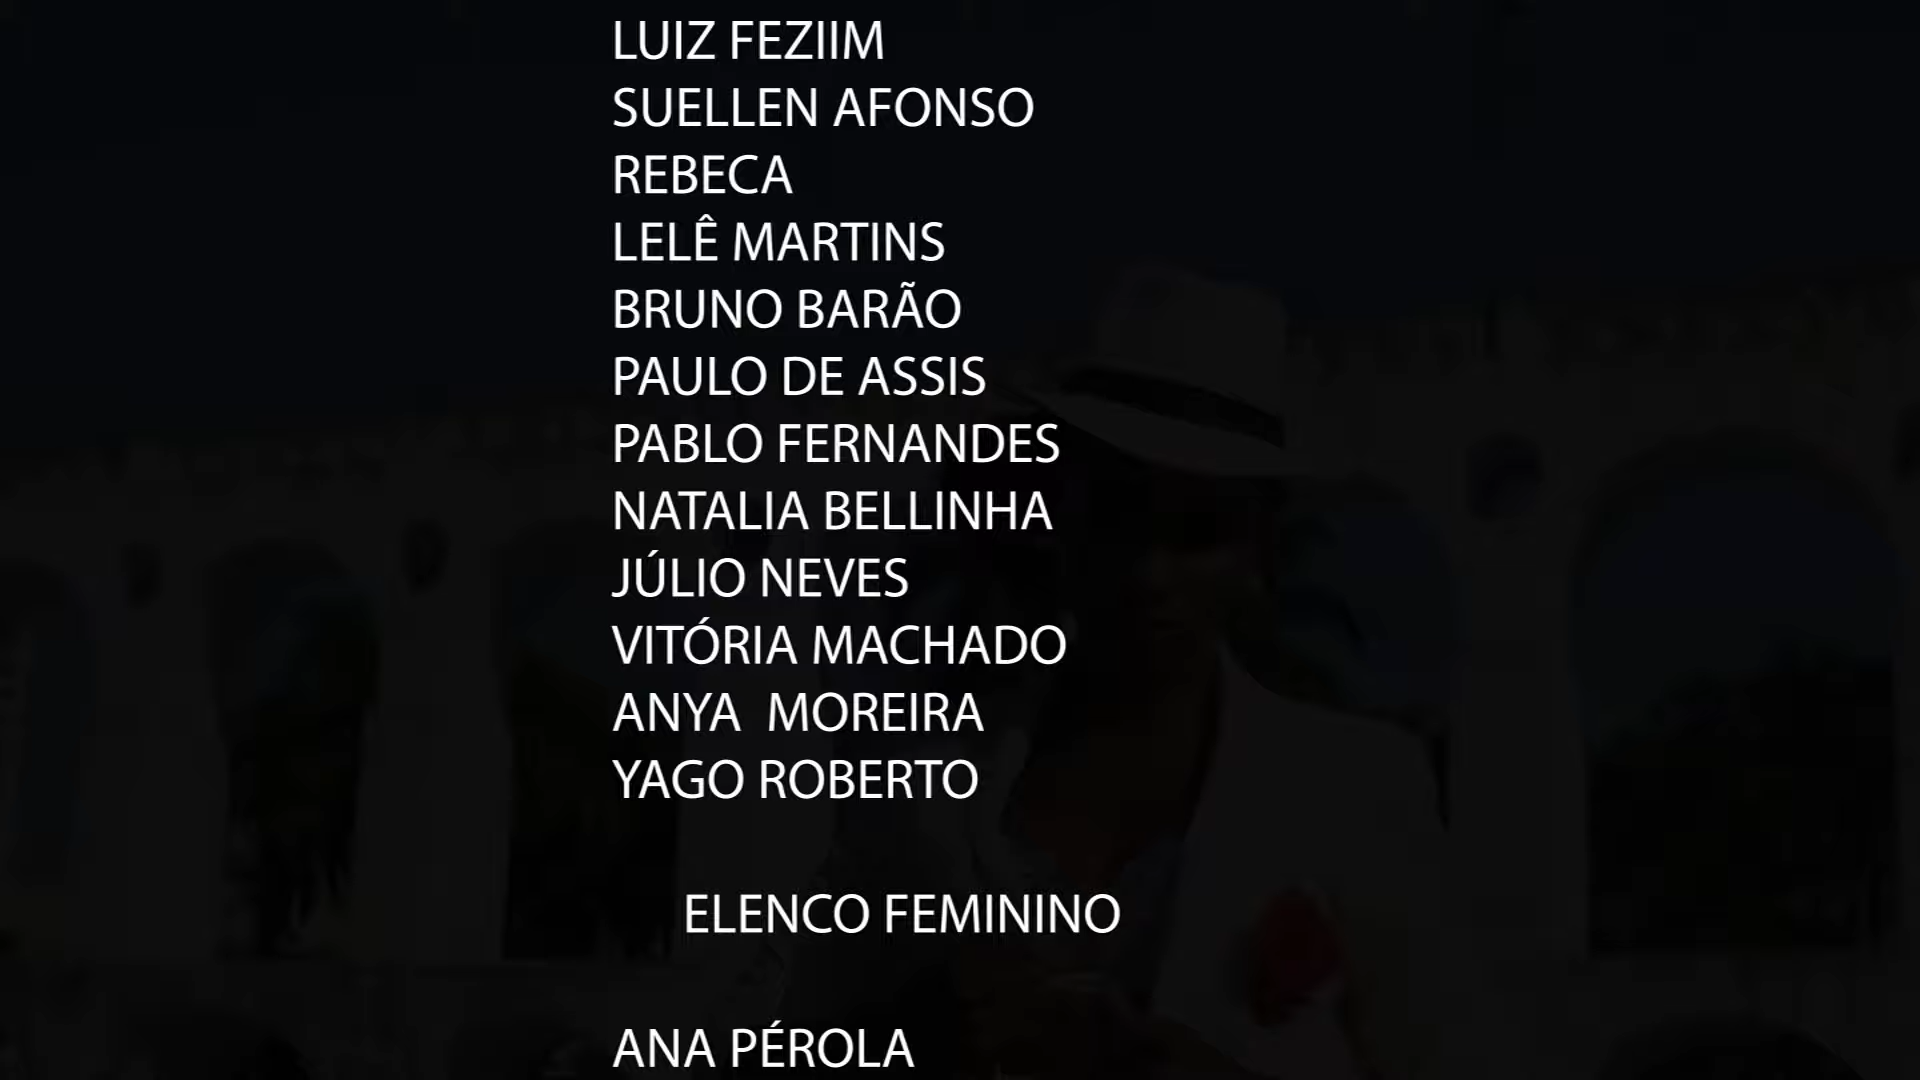 LUIZ FEZIIM
SUELLEN AFONSO
REBECA
LELÊ MARTINS
BRUNO BARÃO
PAULO DE ASSIS
PABLO FERNANDES
NATALIA BELLINHA
JÚLIO NEVES
VITÓRIA MACHADO
ANYA  MOREIRA
YAGO ROBERTO
ELENCO FEMININO
ANA PÉROLA